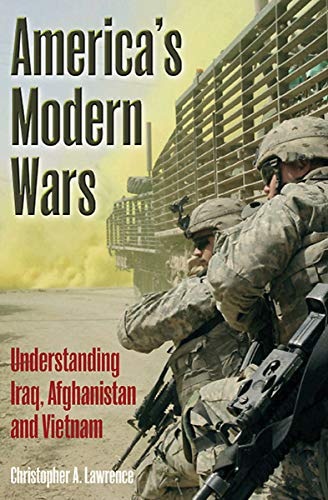 America's
Modern
Wars
Understanding
Iraq, Afghanistan
and Vietnam
Christopher A. Lawrence